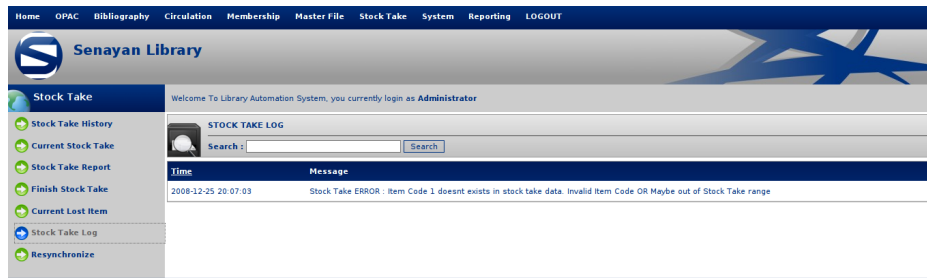 Home OPAC Bibliography Circulation Membership Master File Stock Take System Reporting LOGOUT
Senayan Library
Stock Take
Welcome To Library Automation System, you currently login as Administrator
Stock Take History
Current Stock Take
Stock Take Report
Finish Stock Take
Current Lost Item
Stock Take Log
Resynchronize
STOCK TAKE LOG
Search : Search
Time Message
2008-12-25 20:07:03 Stock Take ERROR : Item Code 1 doesnt exists in stock take data. Invalid Item Code OR Maybe out of Stock Take range